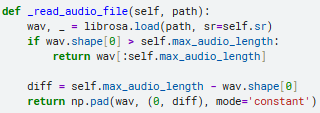 def _read_audio_file(self, path):
    wav, _ = librosa.load(path, sr=self.sr)
    if wav.shape[0] > self.max_audio_length:
        return wav[:self.max_audio_length]

    diff = self.max_audio_length - wav.shape[0]
    return np.pad(wav, (0, diff), mode='constant')